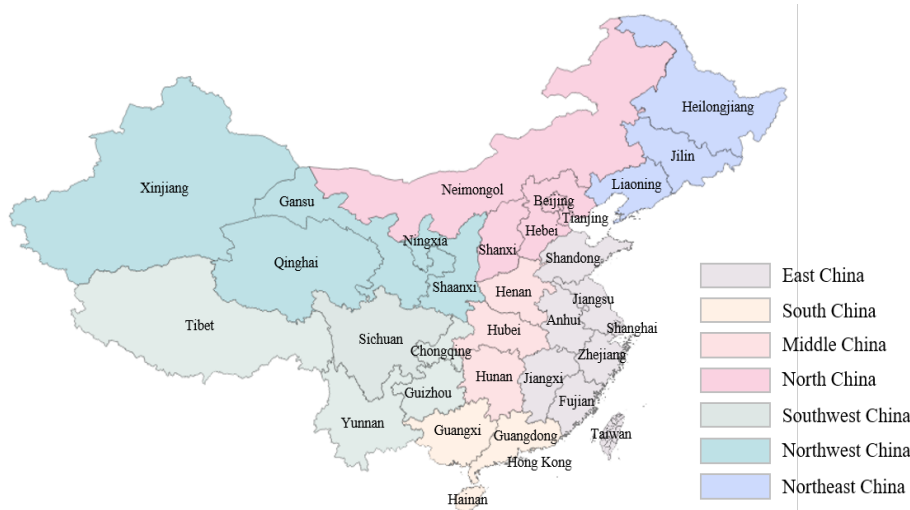 Heilongjiang
Jilin
Liaoning
Xinjiang
Gansu
Neimongol
Beijing
Tianjing
Hebei
Ningxia
Shanxi
Qinghai
Shandong
Shaanxi
Henan
Jiangsu
Tibet
Anhui
Shanghai
Sichuan
Hubei
Chongqing
Zhejiang
Hunan
Jiangxi
Guizhou
Fujian
Yunnan
Guangxi
Guangdong
Taiwan
Hong Kong
Hainan
East China
South China
Middle China
North China
Southwest China
Northwest China
Northeast China